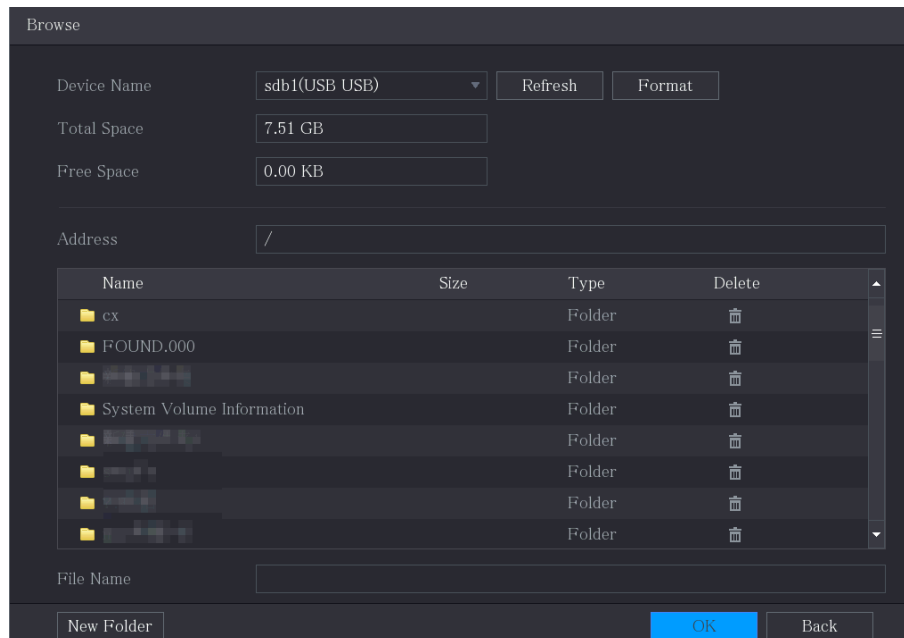 Browse
Device Name sdb1(USB USB) Refresh Format
Total Space 7.51 GB
Free Space 0.00 KB
Address /
Name Size Type Delete
cx Folder
FOUND.000 Folder
Folder
System Volume Information Folder
Folder
Folder
Folder
Folder
File Name
New Folder OK Back